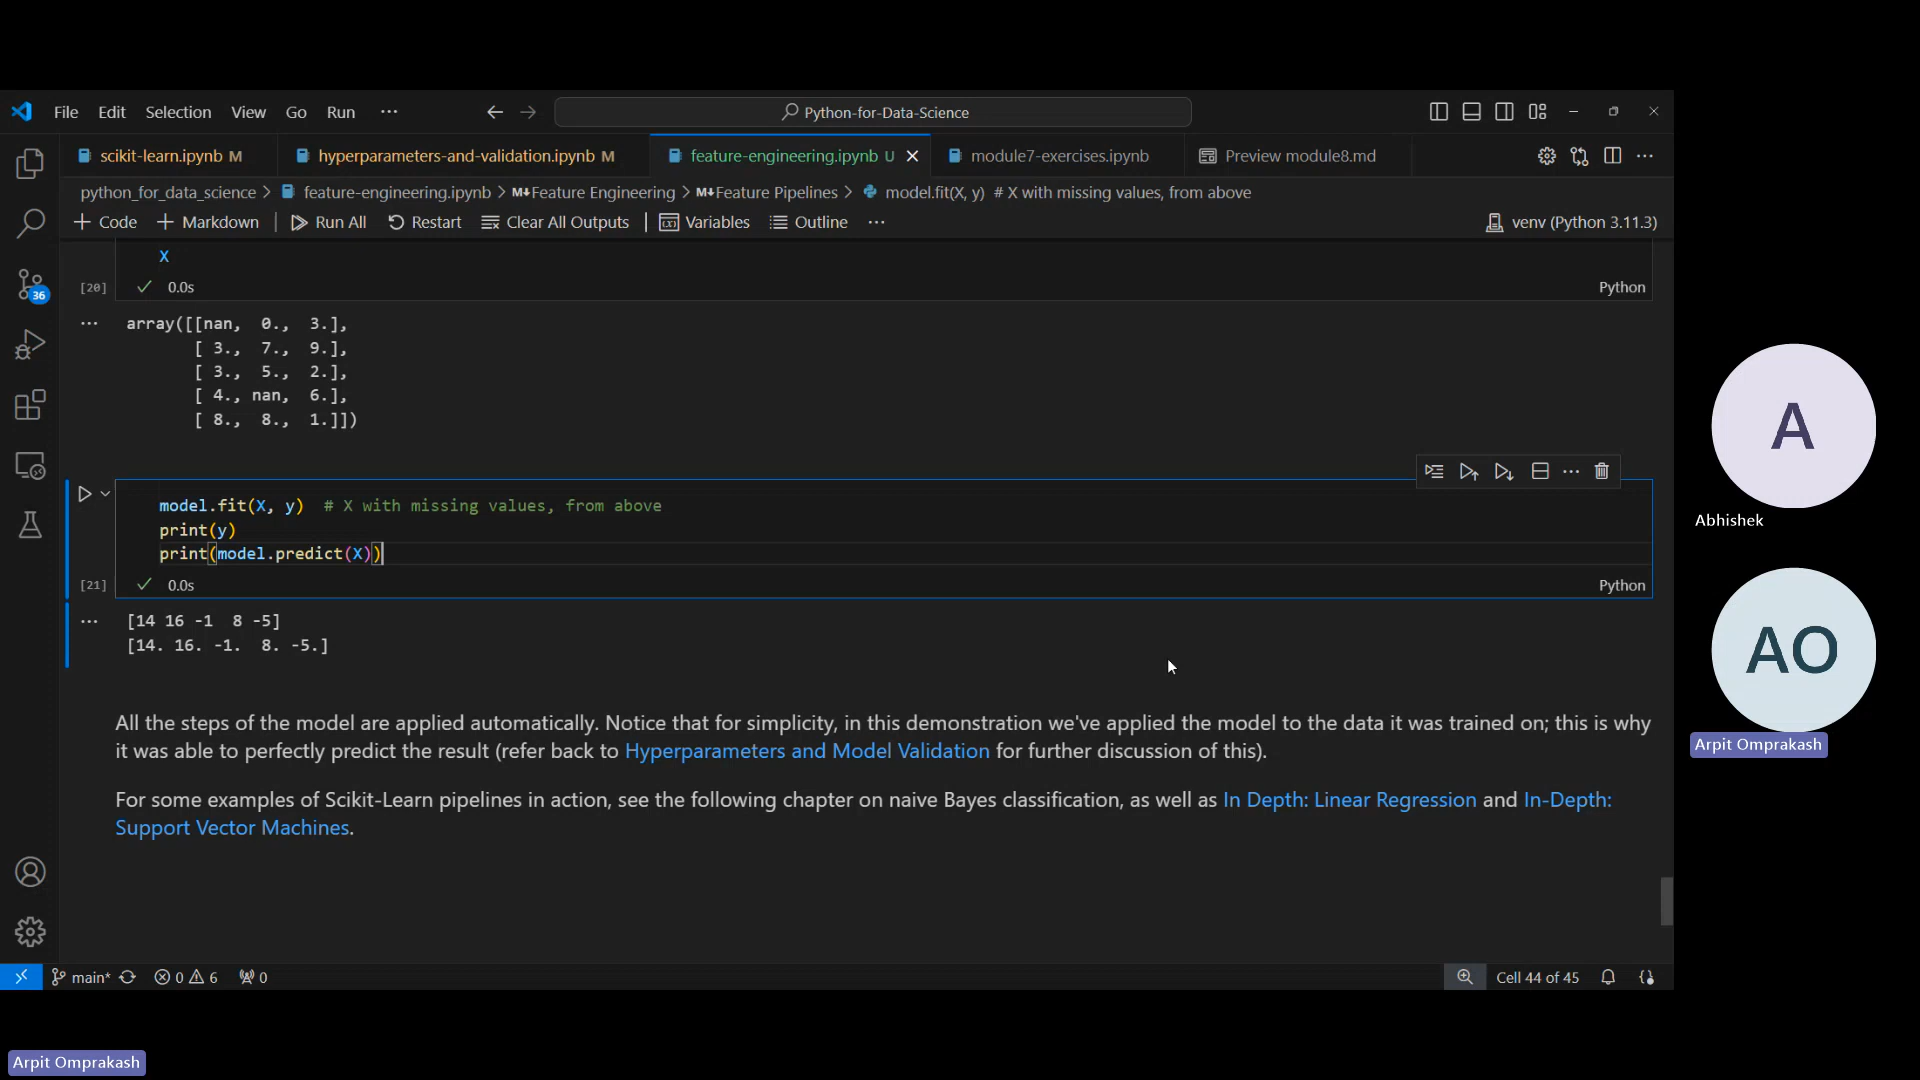 File Edit Selection View Go Run ··· Python-for-Data-Science
scikit-learn.ipynb M hyperparameters-and-validation.ipynb M feature-engineering.ipynb U module7-exercises.ipynb Preview module8.md
python_for_data_science > feature-engineering.ipynb > M↓Feature Engineering > M↓Feature Pipelines > model.fit(X, y) # X with missing values, from above
+ Code + Markdown Run All Restart Clear All Outputs Variables Outline ··· venv (Python 3.11.3)
X
[20] 0.0s Python
array([[nan, 0., 3.],
[ 3., 7., 9.],
[ 3., 5., 2.],
[ 4., nan, 6.],
[ 8., 8., 1.]])
model.fit(X, y) # X with missing values, from above
print(y)
print(model.predict(X))
[21] 0.0s Python
[14 16 -1 8 -5]
[14. 16. -1. 8. -5.]
All the steps of the model are applied automatically. Notice that for simplicity, in this demonstration we've applied the model to the data it was trained on; this is why
it was able to perfectly predict the result (refer back to Hyperparameters and Model Validation for further discussion of this).
For some examples of Scikit-Learn pipelines in action, see the following chapter on naive Bayes classification, as well as In Depth: Linear Regression and In-Depth:
Support Vector Machines.
36
main* 0 6 0 Cell 44 of 45
A
Abhishek
AO
Arpit Omprakash
Arpit Omprakash